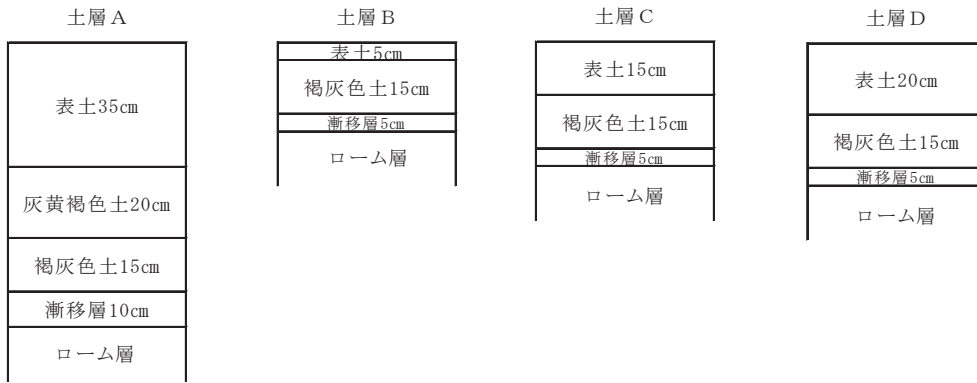 土層A
表土35㎝
灰黄褐色土20㎝
褐灰色土15㎝
漸移層10㎝
ローム層
土層B
表土5㎝
褐灰色土15㎝
漸移層5㎝
ローム層
土層C
表土15㎝
褐灰色土15㎝
漸移層5㎝
ローム層
土層D
表土20㎝
褐灰色土15㎝
漸移層5㎝
ローム層